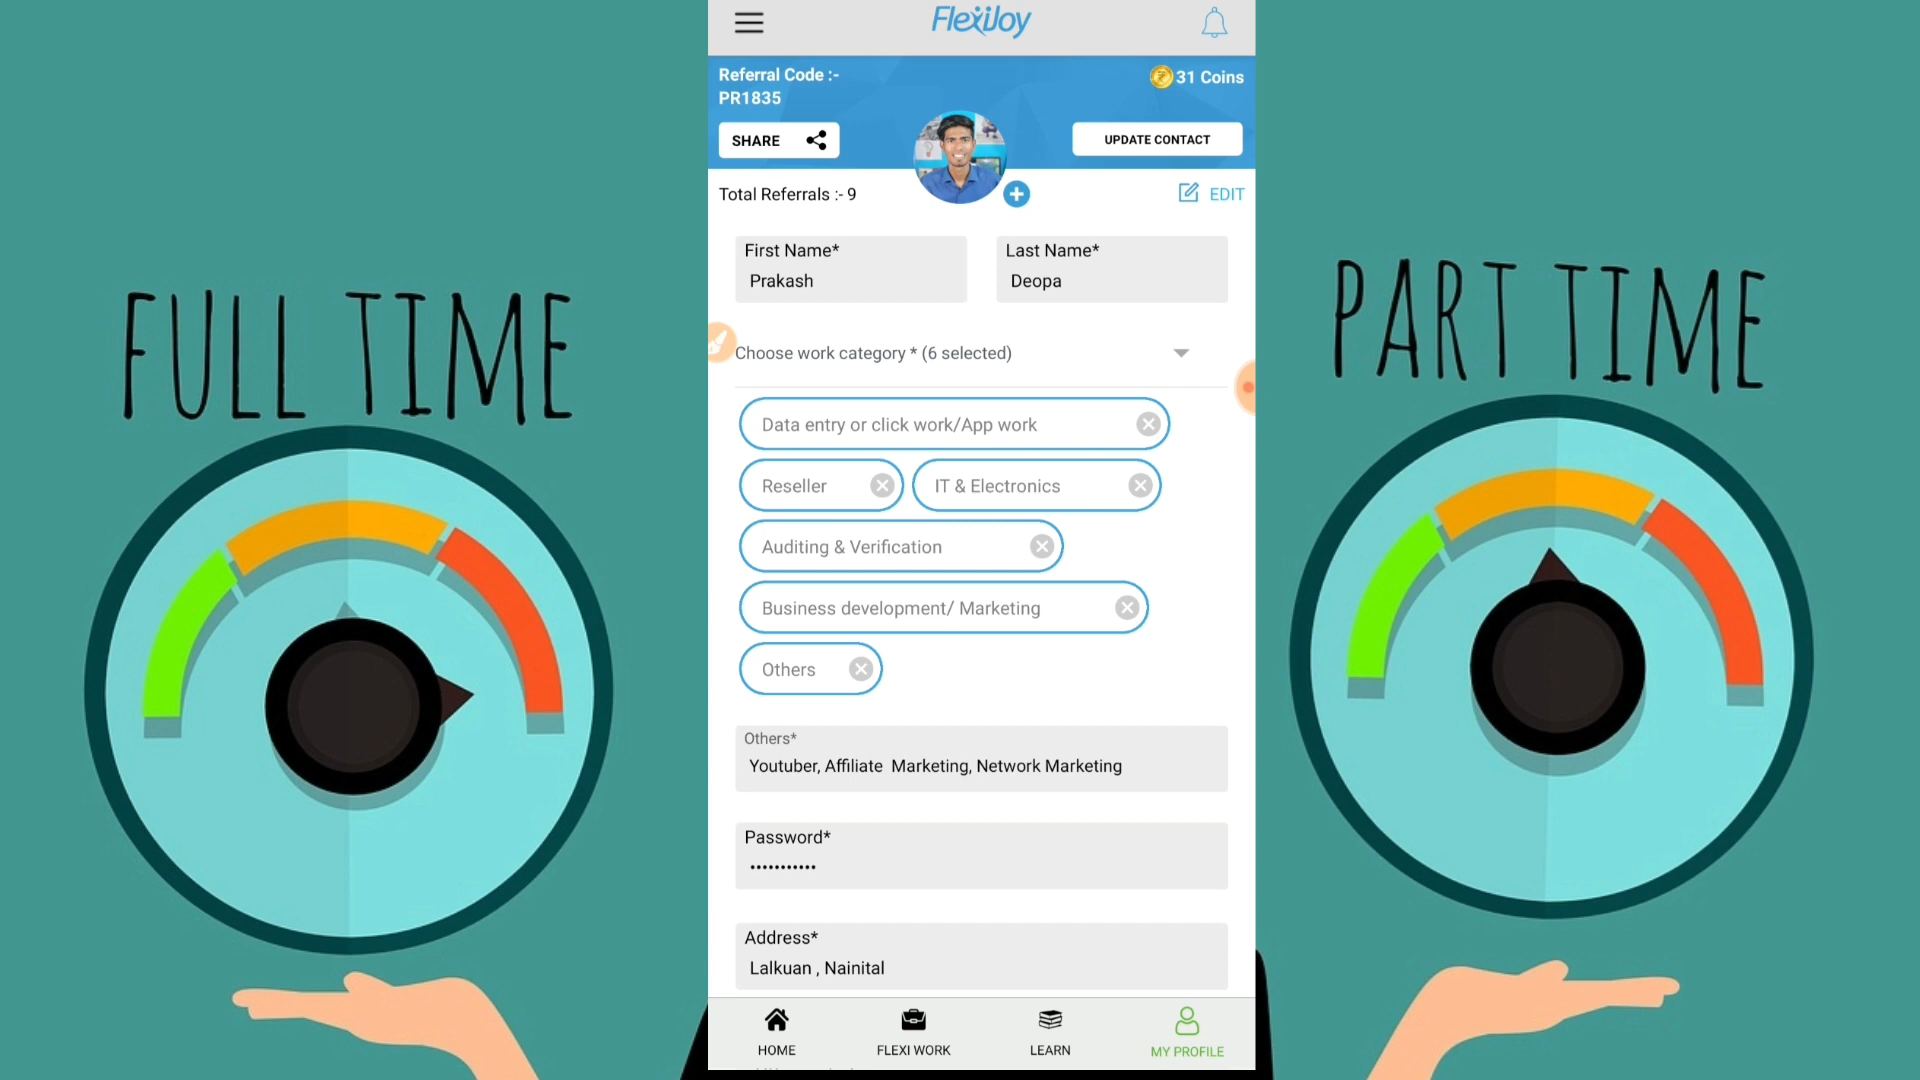 FlexiJoy
Referral Code :-
PR1835
31 Coins
SHARE
UPDATE CONTACT
Total Referrals :- 9
EDIT
First Name*
Prakash
Last Name*
Deopa
FULL TIME
PART TIME
Choose work category * (6 selected)
Data entry or click work/App work
Reseller
IT & Electronics
Auditing & Verification
Business development/ Marketing
Others
Others*
Youtuber, Affiliate Marketing, Network Marketing
Password*
•••••••••••
Address*
Lalkuan , Nainital
HOME
FLEXI WORK
LEARN
MY PROFILE